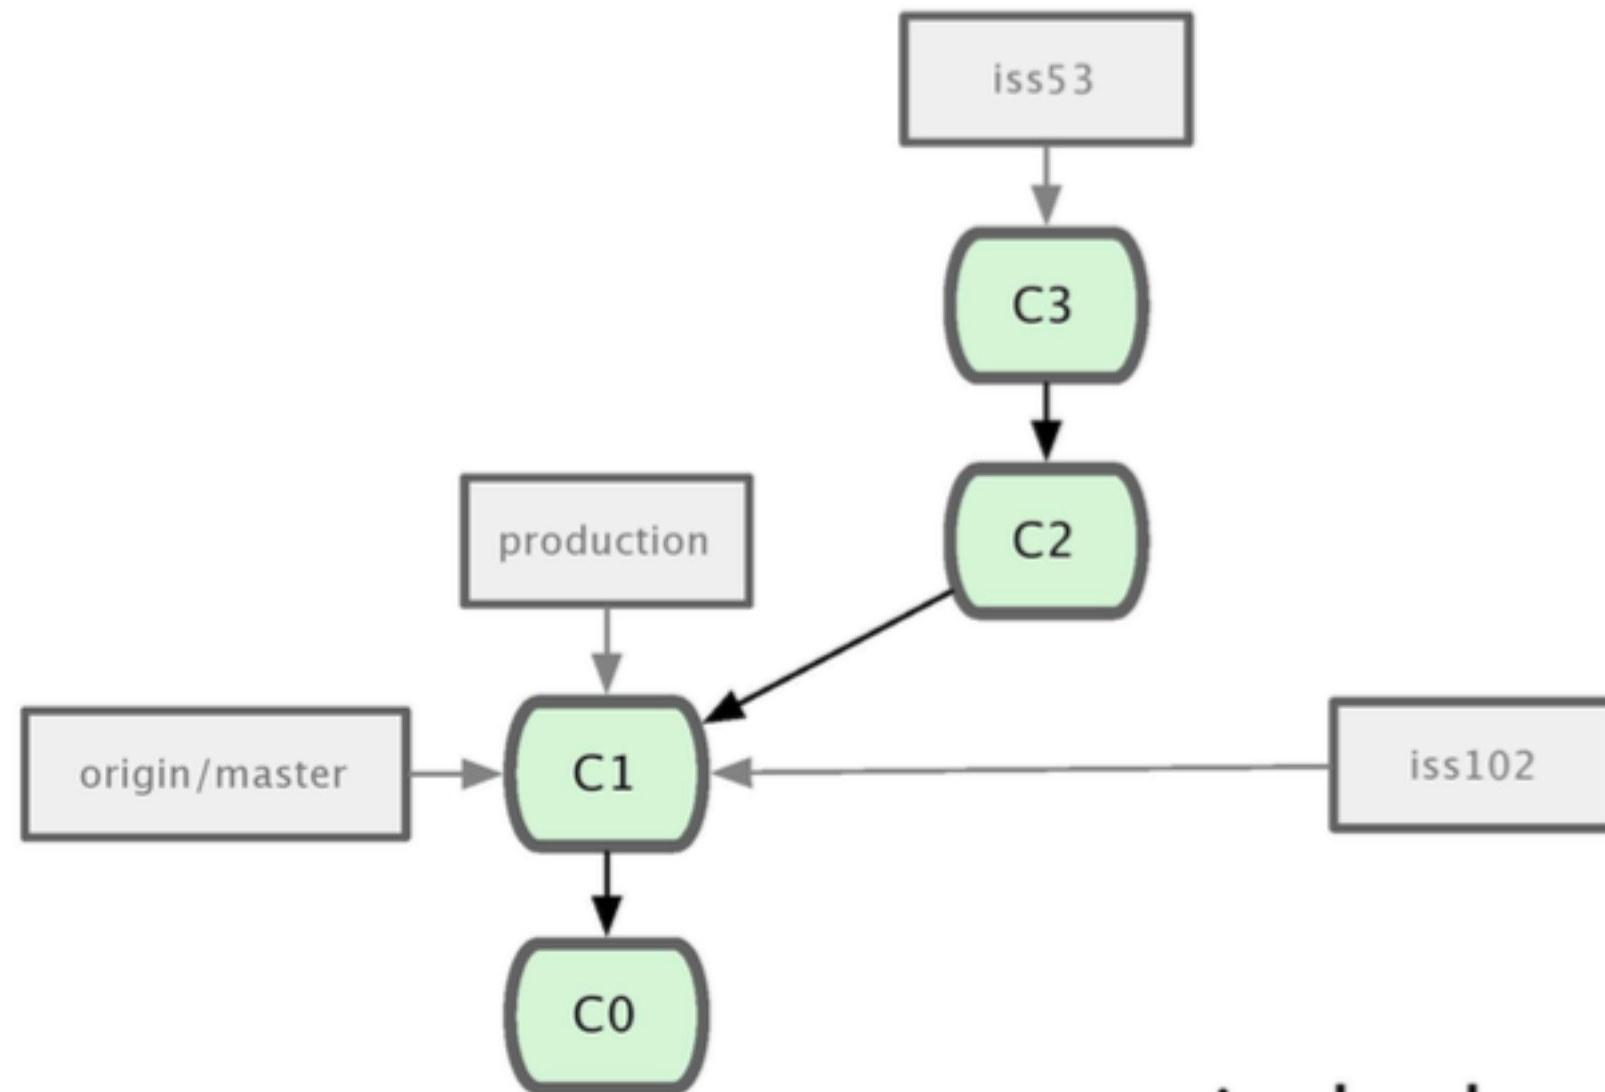 iss53
C3
C2
production
origin/master
C1
iss102
C0